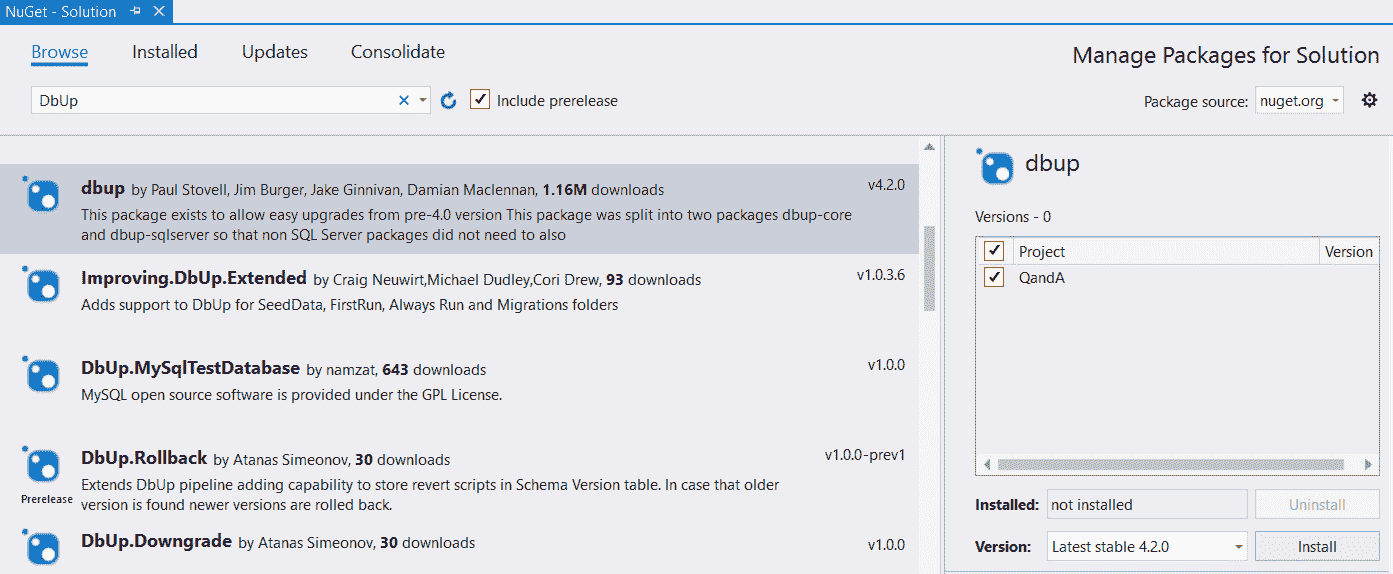 NuGet - Solution
Browse Installed Updates Consolidate
Manage Packages for Solution
DbUp
Include prerelease
Package source: nuget.org
dbup by Paul Stovell, Jim Burger, Jake Ginnivan, Damian Maclennan, 1.16M downloads
v4.2.0
This package exists to allow easy upgrades from pre-4.0 version This package was split into two packages dbup-core
and dbup-sqlserver so that non SQL Server packages did not need to also
Improving.DbUp.Extended by Craig Neuwirt,Michael Dudley,Cori Drew, 93 downloads
v1.0.3.6
Adds support to DbUp for SeedData, FirstRun, Always Run and Migrations folders
DbUp.MySqlTestDatabase by namzat, 643 downloads
v1.0.0
MySQL open source software is provided under the GPL License.
DbUp.Rollback by Atanas Simeonov, 30 downloads
v1.0.0-prev1
Prerelease
Extends DbUp pipeline adding capability to store revert scripts in Schema Version table. In case that older
version is found newer versions are rolled back.
DbUp.Downgrade by Atanas Simeonov, 30 downloads
v1.0.0
dbup
Versions - 0
Project Version
QandA
Installed: not installed Uninstall
Version: Latest stable 4.2.0 Install